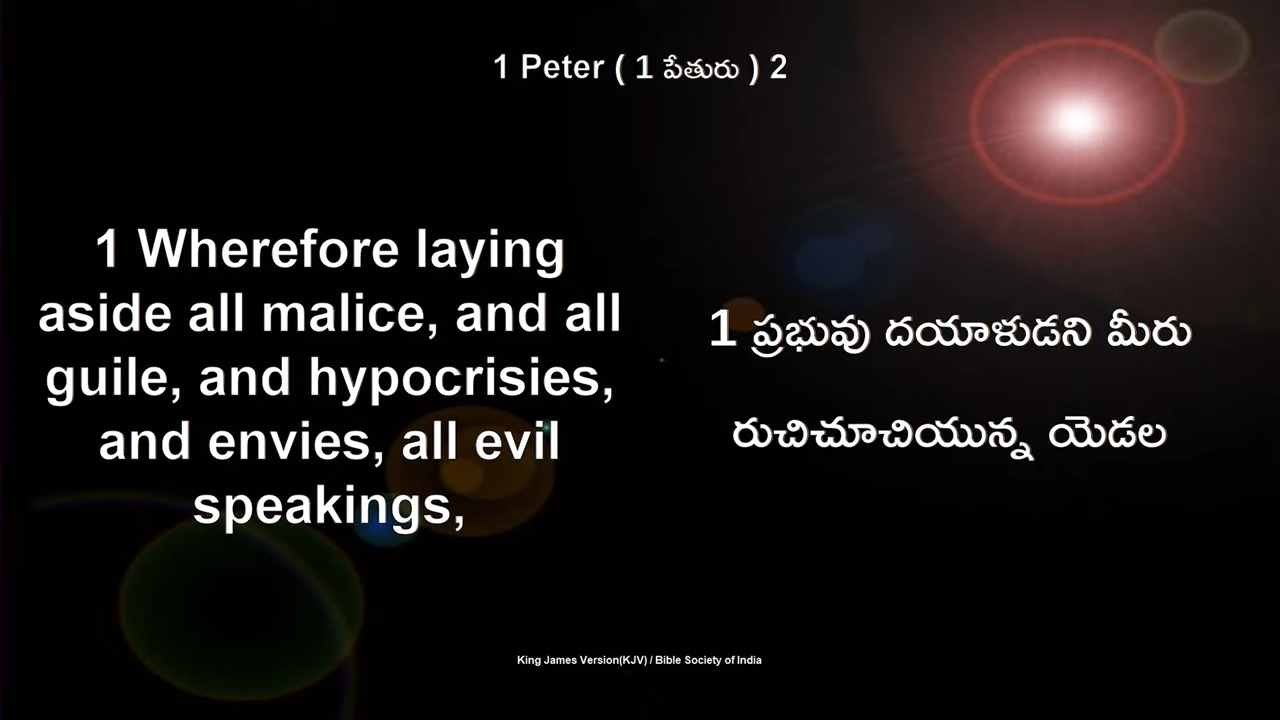 1 Peter ( 1 పేతురు ) 2
1 Wherefore laying
aside all malice, and all
guile, and hypocrisies,
and envies, all evil
speakings,
1 ప్రభువు దయాళుడని మీరు
రుచిచూచియున్న యెడల
King James Version(KJV) / Bible Society of India